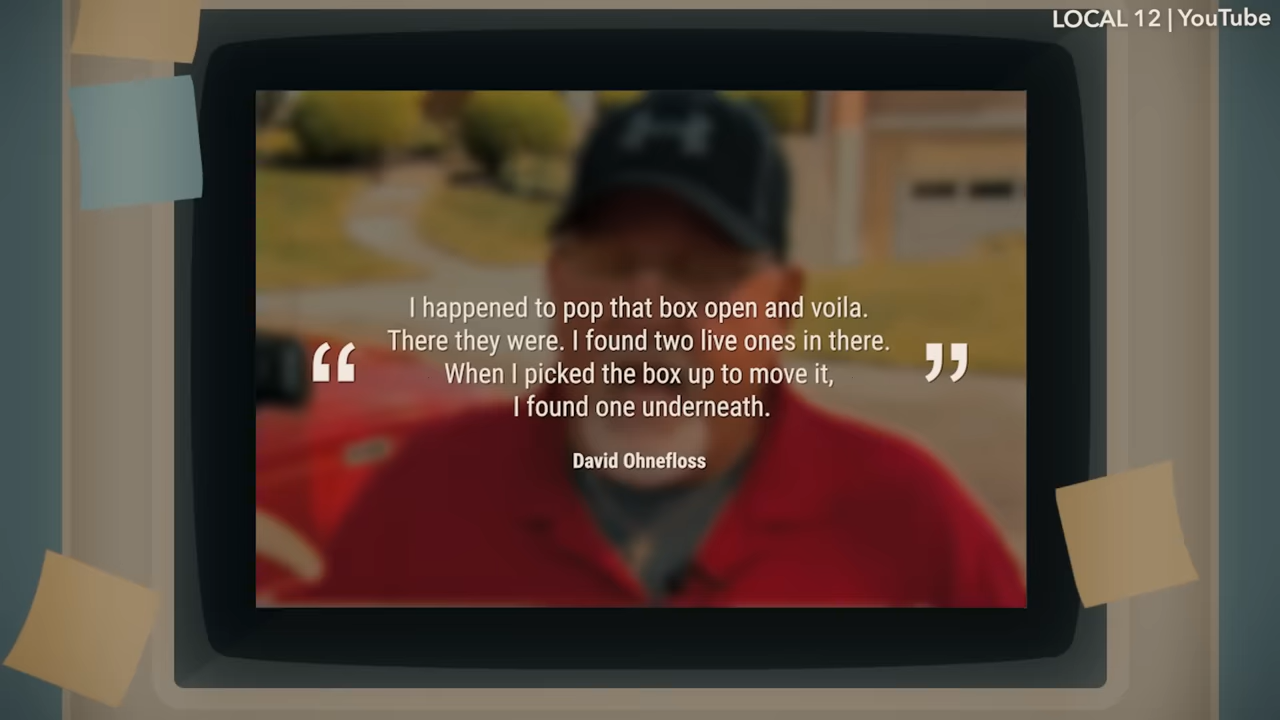 LOCAL 12 | YouTube
I happened to pop that box open and voila.
There they were. I found two live ones in there.
“ When I picked the box up to move it, ”
I found one underneath.
David Ohnefloss